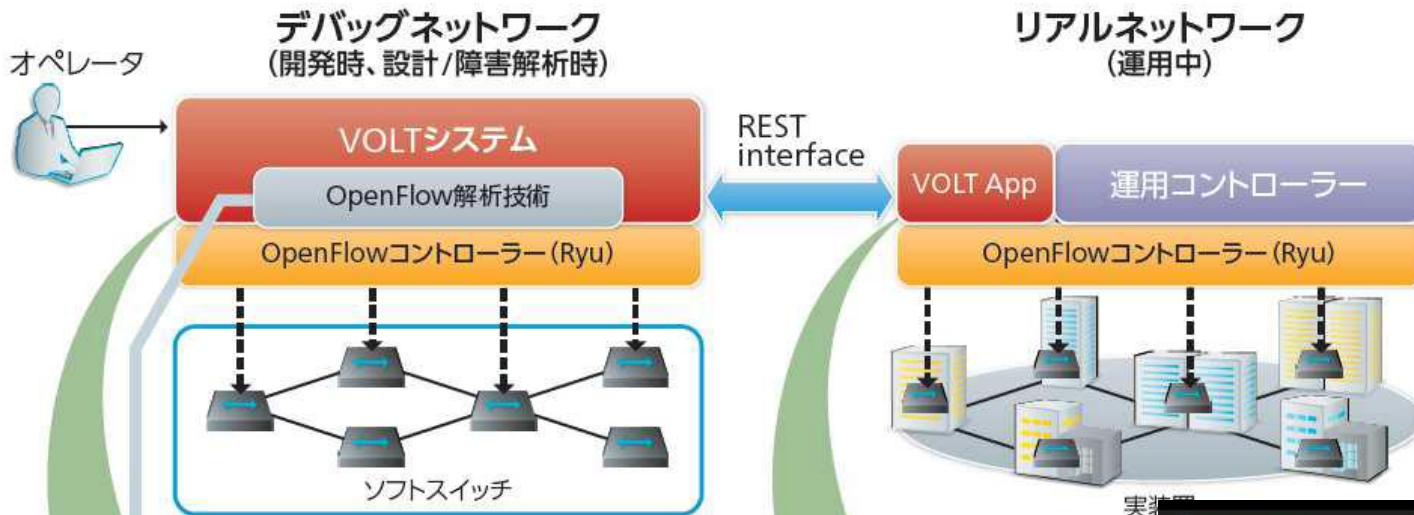 デバッグネットワーク
(開発時、設計/障害解析時)
リアルネットワーク
(運用中)
オペレータ
VOLTシステム
OpenFlow解析技術
OpenFlowコントローラー(Ryu)
REST
interface
VOLT App
運用コントローラー
OpenFlowコントローラー(Ryu)
ソフトスイッチ